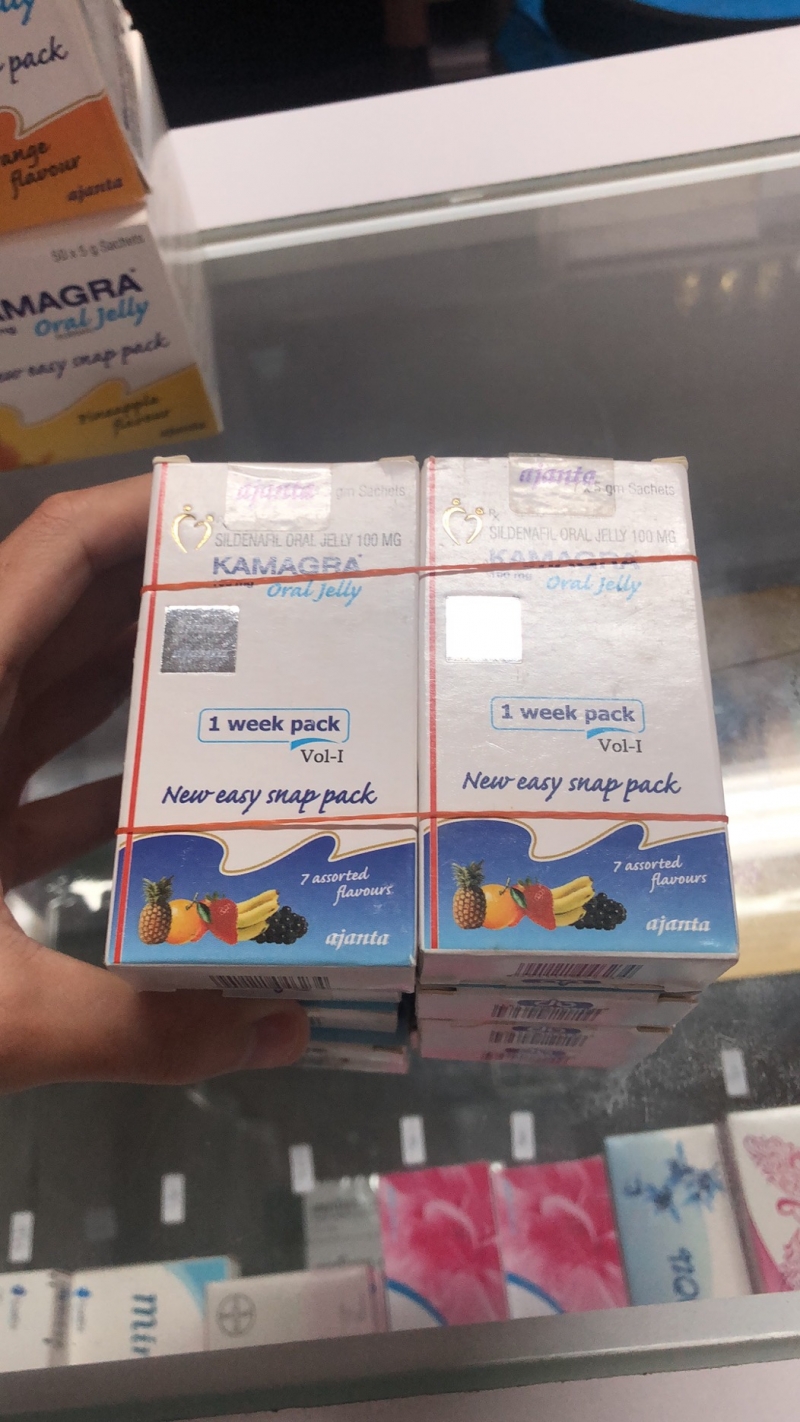 pack
flavour
ajanta
50 x 5 g Sachets
Oral Jelly
easy snap pack
Pineapple
flavour
ajanta
ajanta
gm Sachets
SILDENAFIL ORAL JELLY 100 MG
KAMAGRA
Oral Jelly
1 week pack
Vol-I
New easy snap pack
7 assorted
flavours
ajanta
ajanta
gm Sachets
Rx
SILDENAFIL ORAL JELLY 100 MG
KAMAGRA
Oral Jelly
1 week pack
Vol-I
New easy snap pack
7 assorted
flavours
ajanta